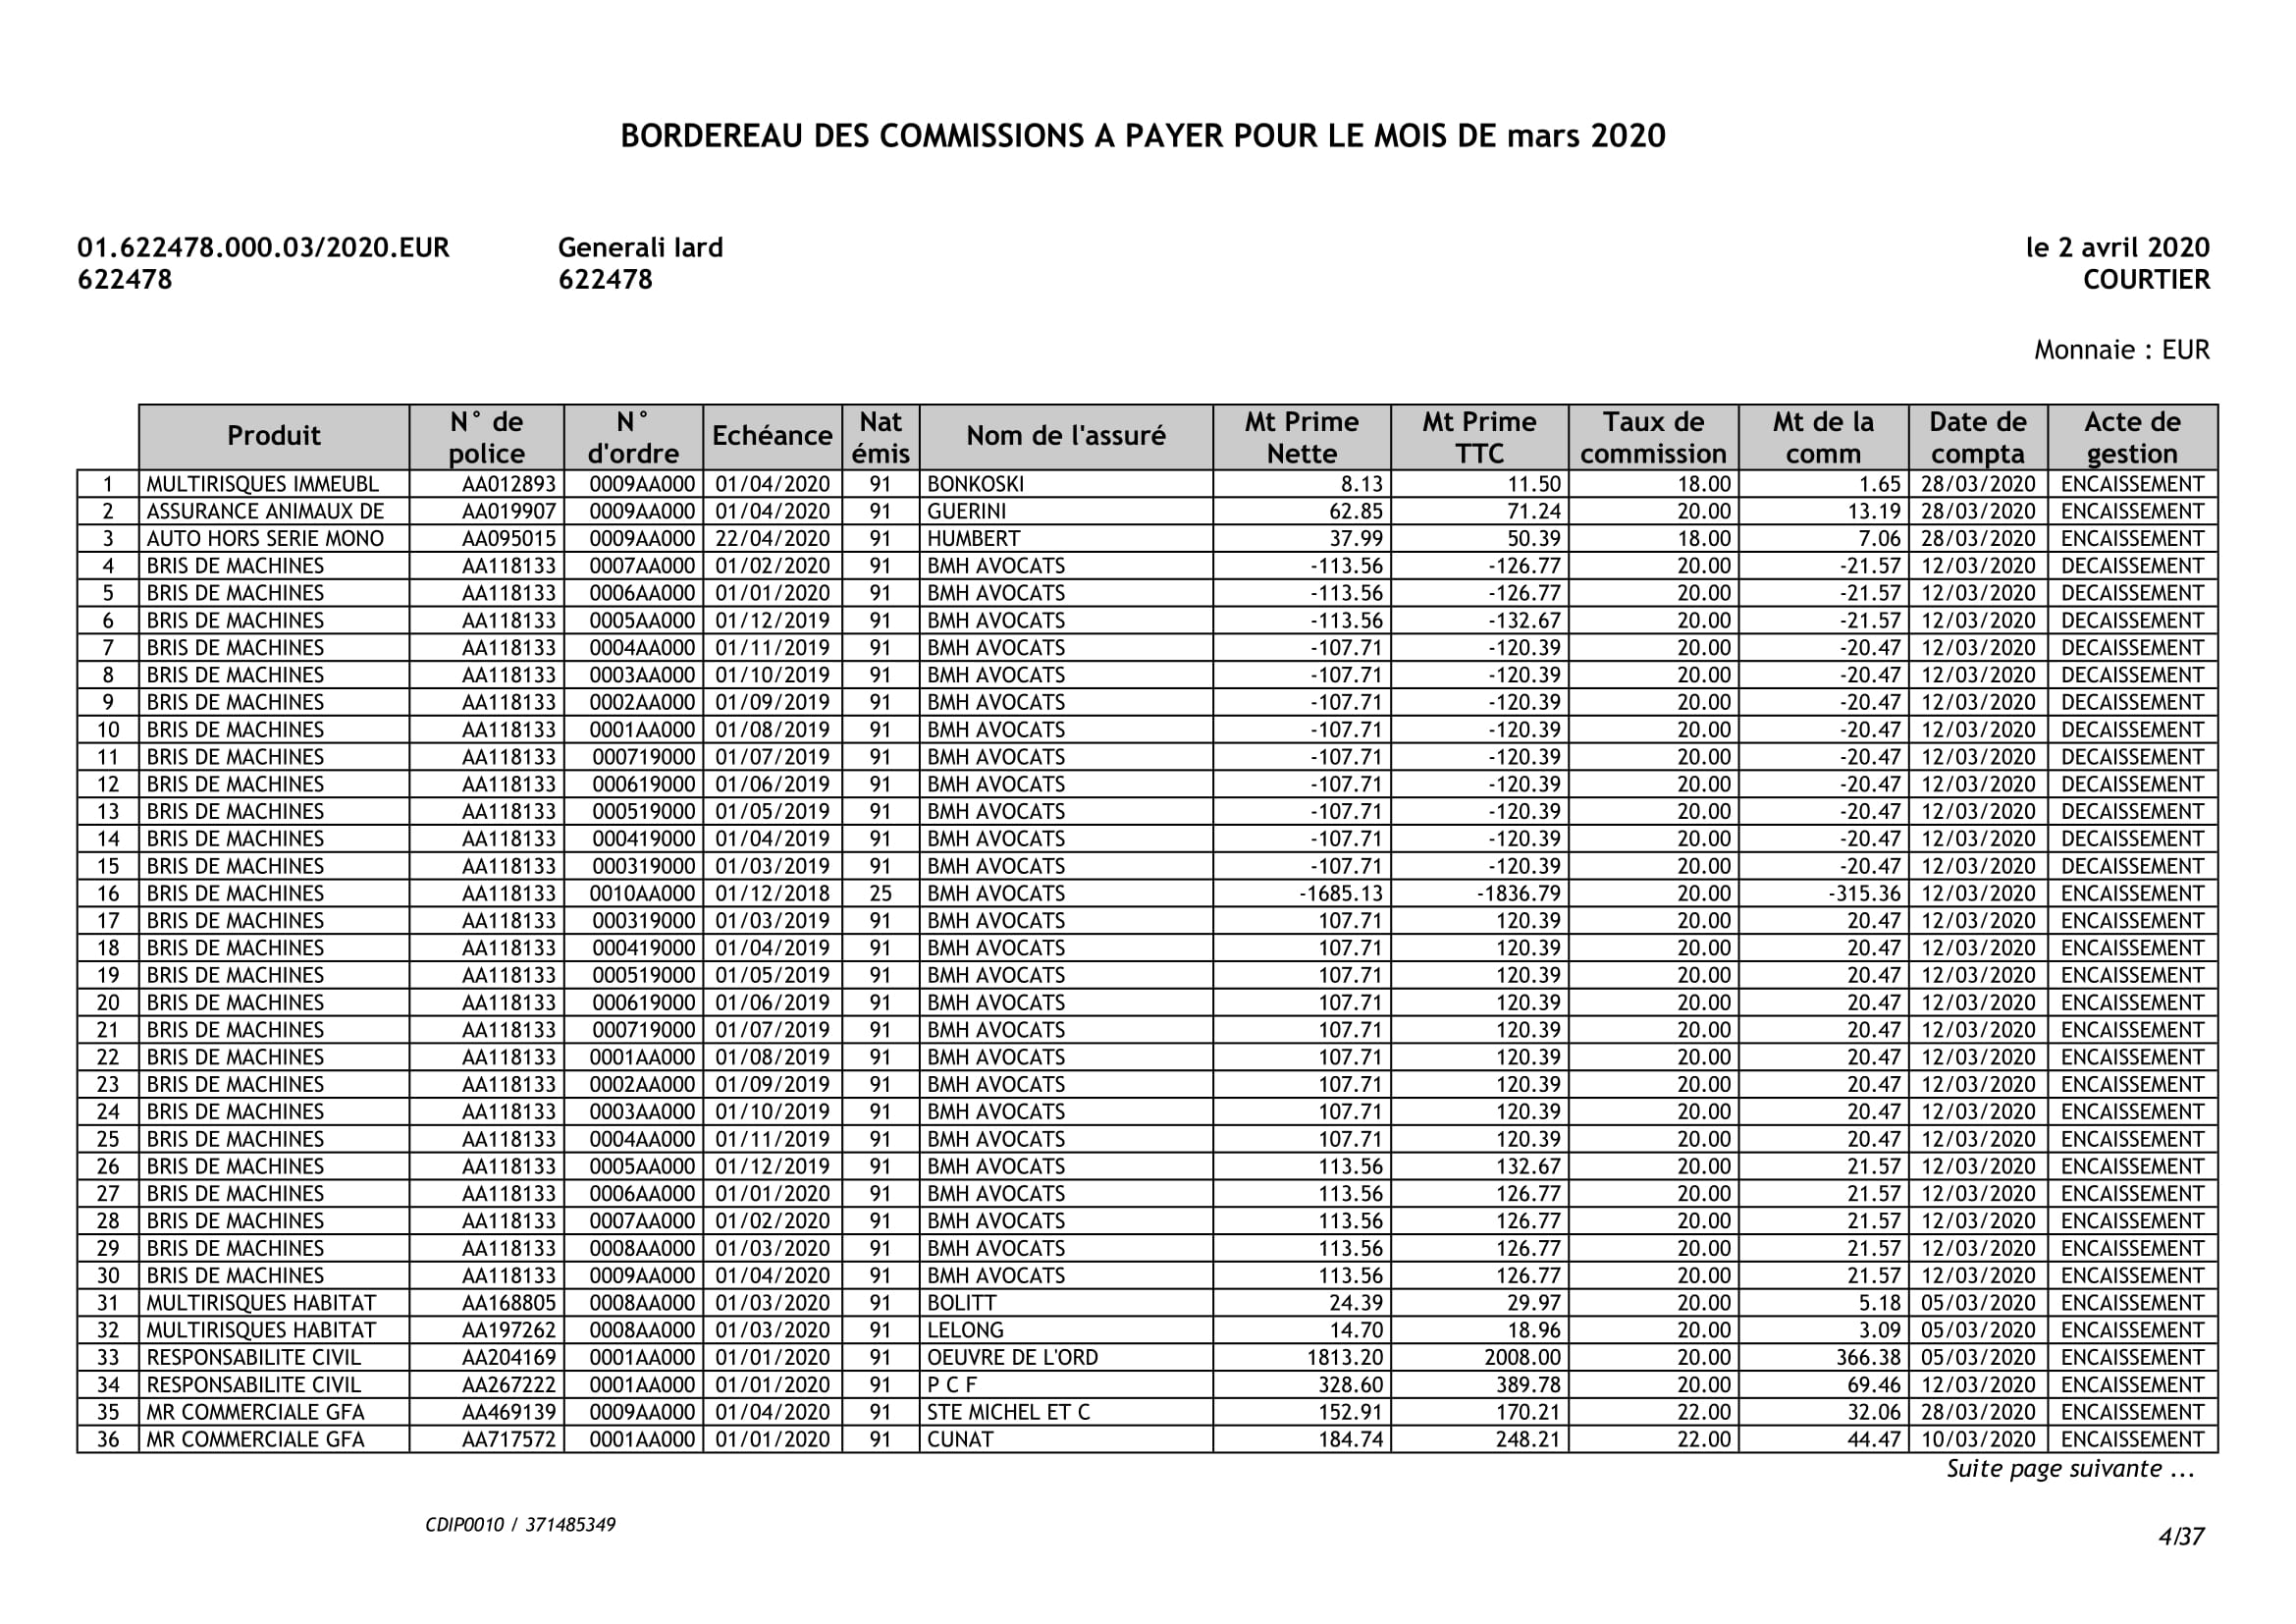 BORDEREAU DES COMMISSIONS A PAYER POUR LE MOIS DE mars 2020
01.622478.000.03/2020.EUR Generali Iard le 2 avril 2020
622478 622478 COURTIER
Monnaie : EUR
Produit N° de police N° d'ordre Echéance Nat émis Nom de l'assuré Mt Prime Nette Mt Prime TTC Taux de commission Mt de la comm Date de compta Acte de gestion
1 MULTIRISQUES IMMEUBL AA012893 0009AA000 01/04/2020 91 BONKOSKI 8.13 11.50 18.00 1.65 28/03/2020 ENCAISSEMENT
2 ASSURANCE ANIMAUX DE AA019907 0009AA000 01/04/2020 91 GUERINI 62.85 71.24 20.00 13.19 28/03/2020 ENCAISSEMENT
3 AUTO HORS SERIE MONO AA095015 0009AA000 22/04/2020 91 HUMBERT 37.99 50.39 18.00 7.06 28/03/2020 ENCAISSEMENT
4 BRIS DE MACHINES AA118133 0007AA000 01/02/2020 91 BMH AVOCATS -113.56 -126.77 20.00 -21.57 12/03/2020 DECAISSEMENT
5 BRIS DE MACHINES AA118133 0006AA000 01/01/2020 91 BMH AVOCATS -113.56 -126.77 20.00 -21.57 12/03/2020 DECAISSEMENT
6 BRIS DE MACHINES AA118133 0005AA000 01/12/2019 91 BMH AVOCATS -113.56 -132.67 20.00 -21.57 12/03/2020 DECAISSEMENT
7 BRIS DE MACHINES AA118133 0004AA000 01/11/2019 91 BMH AVOCATS -107.71 -120.39 20.00 -20.47 12/03/2020 DECAISSEMENT
8 BRIS DE MACHINES AA118133 0003AA000 01/10/2019 91 BMH AVOCATS -107.71 -120.39 20.00 -20.47 12/03/2020 DECAISSEMENT
9 BRIS DE MACHINES AA118133 0002AA000 01/09/2019 91 BMH AVOCATS -107.71 -120.39 20.00 -20.47 12/03/2020 DECAISSEMENT
10 BRIS DE MACHINES AA118133 0001AA000 01/08/2019 91 BMH AVOCATS -107.71 -120.39 20.00 -20.47 12/03/2020 DECAISSEMENT
11 BRIS DE MACHINES AA118133 000719000 01/07/2019 91 BMH AVOCATS -107.71 -120.39 20.00 -20.47 12/03/2020 DECAISSEMENT
12 BRIS DE MACHINES AA118133 000619000 01/06/2019 91 BMH AVOCATS -107.71 -120.39 20.00 -20.47 12/03/2020 DECAISSEMENT
13 BRIS DE MACHINES AA118133 000519000 01/05/2019 91 BMH AVOCATS -107.71 -120.39 20.00 -20.47 12/03/2020 DECAISSEMENT
14 BRIS DE MACHINES AA118133 000419000 01/04/2019 91 BMH AVOCATS -107.71 -120.39 20.00 -20.47 12/03/2020 DECAISSEMENT
15 BRIS DE MACHINES AA118133 000319000 01/03/2019 91 BMH AVOCATS -107.71 -120.39 20.00 -20.47 12/03/2020 DECAISSEMENT
16 BRIS DE MACHINES AA118133 0010AA000 01/12/2018 25 BMH AVOCATS -1685.13 -1836.79 20.00 -315.36 12/03/2020 ENCAISSEMENT
17 BRIS DE MACHINES AA118133 000319000 01/03/2019 91 BMH AVOCATS 107.71 120.39 20.00 20.47 12/03/2020 ENCAISSEMENT
18 BRIS DE MACHINES AA118133 000419000 01/04/2019 91 BMH AVOCATS 107.71 120.39 20.00 20.47 12/03/2020 ENCAISSEMENT
19 BRIS DE MACHINES AA118133 000519000 01/05/2019 91 BMH AVOCATS 107.71 120.39 20.00 20.47 12/03/2020 ENCAISSEMENT
20 BRIS DE MACHINES AA118133 000619000 01/06/2019 91 BMH AVOCATS 107.71 120.39 20.00 20.47 12/03/2020 ENCAISSEMENT
21 BRIS DE MACHINES AA118133 000719000 01/07/2019 91 BMH AVOCATS 107.71 120.39 20.00 20.47 12/03/2020 ENCAISSEMENT
22 BRIS DE MACHINES AA118133 0001AA000 01/08/2019 91 BMH AVOCATS 107.71 120.39 20.00 20.47 12/03/2020 ENCAISSEMENT
23 BRIS DE MACHINES AA118133 0002AA000 01/09/2019 91 BMH AVOCATS 107.71 120.39 20.00 20.47 12/03/2020 ENCAISSEMENT
24 BRIS DE MACHINES AA118133 0003AA000 01/10/2019 91 BMH AVOCATS 107.71 120.39 20.00 20.47 12/03/2020 ENCAISSEMENT
25 BRIS DE MACHINES AA118133 0004AA000 01/11/2019 91 BMH AVOCATS 107.71 120.39 20.00 20.47 12/03/2020 ENCAISSEMENT
26 BRIS DE MACHINES AA118133 0005AA000 01/12/2019 91 BMH AVOCATS 113.56 132.67 20.00 21.57 12/03/2020 ENCAISSEMENT
27 BRIS DE MACHINES AA118133 0006AA000 01/01/2020 91 BMH AVOCATS 113.56 126.77 20.00 21.57 12/03/2020 ENCAISSEMENT
28 BRIS DE MACHINES AA118133 0007AA000 01/02/2020 91 BMH AVOCATS 113.56 126.77 20.00 21.57 12/03/2020 ENCAISSEMENT
29 BRIS DE MACHINES AA118133 0008AA000 01/03/2020 91 BMH AVOCATS 113.56 126.77 20.00 21.57 12/03/2020 ENCAISSEMENT
30 BRIS DE MACHINES AA118133 0009AA000 01/04/2020 91 BMH AVOCATS 113.56 126.77 20.00 21.57 12/03/2020 ENCAISSEMENT
31 MULTIRISQUES HABITAT AA168805 0008AA000 01/03/2020 91 BOLITT 24.39 29.97 20.00 5.18 05/03/2020 ENCAISSEMENT
32 MULTIRISQUES HABITAT AA197262 0008AA000 01/03/2020 91 LELONG 14.70 18.96 20.00 3.09 05/03/2020 ENCAISSEMENT
33 RESPONSABILITE CIVIL AA204169 0001AA000 01/01/2020 91 OEUVRE DE L'ORD 1813.20 2008.00 20.00 366.38 05/03/2020 ENCAISSEMENT
34 RESPONSABILITE CIVIL AA267222 0001AA000 01/01/2020 91 P C F 328.60 389.78 20.00 69.46 12/03/2020 ENCAISSEMENT
35 MR COMMERCIALE GFA AA469139 0009AA000 01/04/2020 91 STE MICHEL ET C 152.91 170.21 22.00 32.06 28/03/2020 ENCAISSEMENT
36 MR COMMERCIALE GFA AA717572 0001AA000 01/01/2020 91 CUNAT 184.74 248.21 22.00 44.47 10/03/2020 ENCAISSEMENT
Suite page suivante ...
CDIP0010 / 371485349
4/37